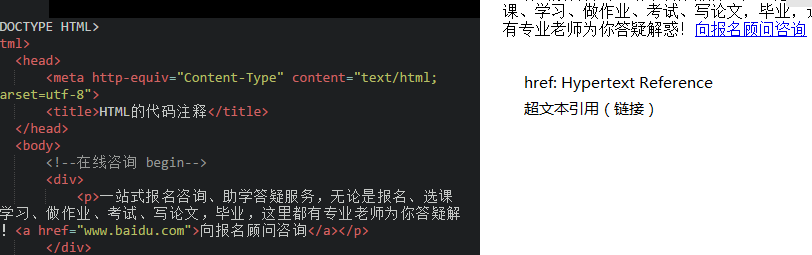 DOCTYPE HTML>
tml>
<head>
<meta http-equiv="Content-Type" content="text/html;
arset=utf-8">
<title>HTML的代码注释</title>
</head>
<body>
<!--在线咨询 begin-->
<div>
<p>一站式报名咨询、助学答疑服务，无论是报名、选课
学习、做作业、考试、写论文，毕业，这里都有专业老师为你答疑解
！<a href="www.baidu.com">向报名顾问咨询</a></p>
</div>
课、学习、做作业、考试、写论文，毕业，
有专业老师为你答疑解惑！向报名顾问咨询
href: Hypertext Reference
超文本引用（链接）